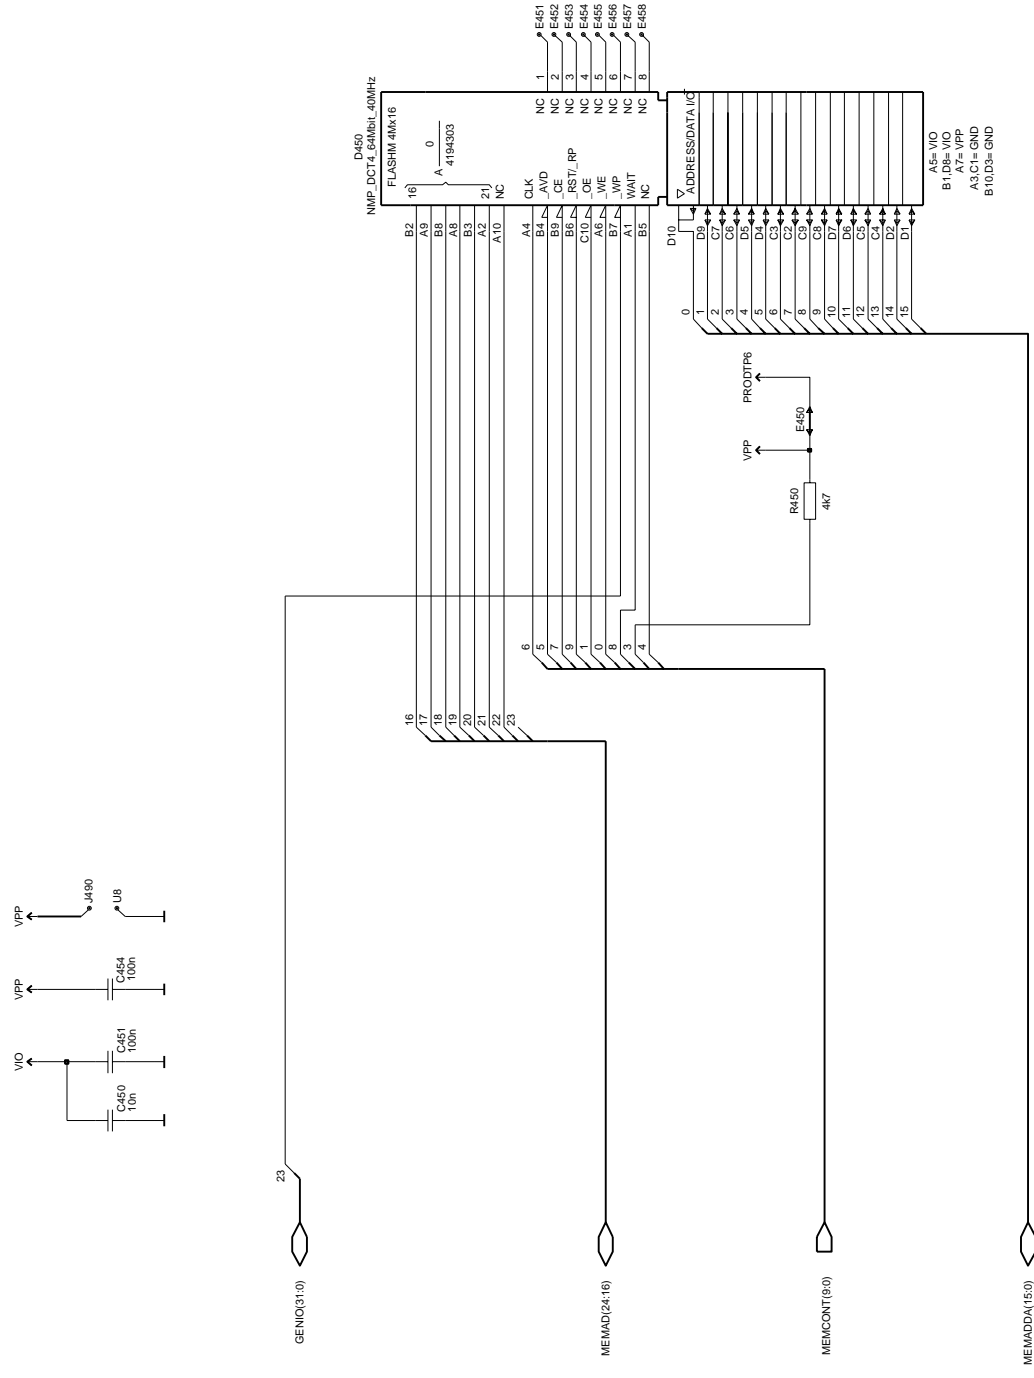 D450
NMP_DCT4_64Mbit_40MHz
FLASHM 4Mx16
0
A
4194303
16
21
NC
CLK
_AVD
_CE
_RST/_RP
_OE
_WE
_WP
WAIT
NC
NC
NC
NC
NC
NC
NC
NC
NC
1
2
3
4
5
6
7
8
E451
E452
E453
E454
E455
E456
E457
E458
ADDRESS/DATA I/O
B2
A9
B8
A8
B3
A2
A10
A4
B4
B9
B6
C10
A6
B7
A1
B5
D10
D9
C7
C6
D5
D4
C3
C2
C9
C8
D7
D6
C5
C4
D2
D1
A5= VIO
B1,D8= VIO
A7= VPP
A3,C1= GND
B10,D3= GND
0
1
2
3
4
5
6
7
8
9
10
11
12
13
14
15
PRODTP6
E450
VPP
R450
4k7
6
5
7
9
1
0
8
3
4
16
17
18
19
20
21
22
23
VPP
J490
U8
VPP
C454
100n
VIO
C451
100n
C450
10n
23
GENIO(31:0)
MEMAD(24:16)
MEMCONT(9:0)
MEMADDA(15:0)